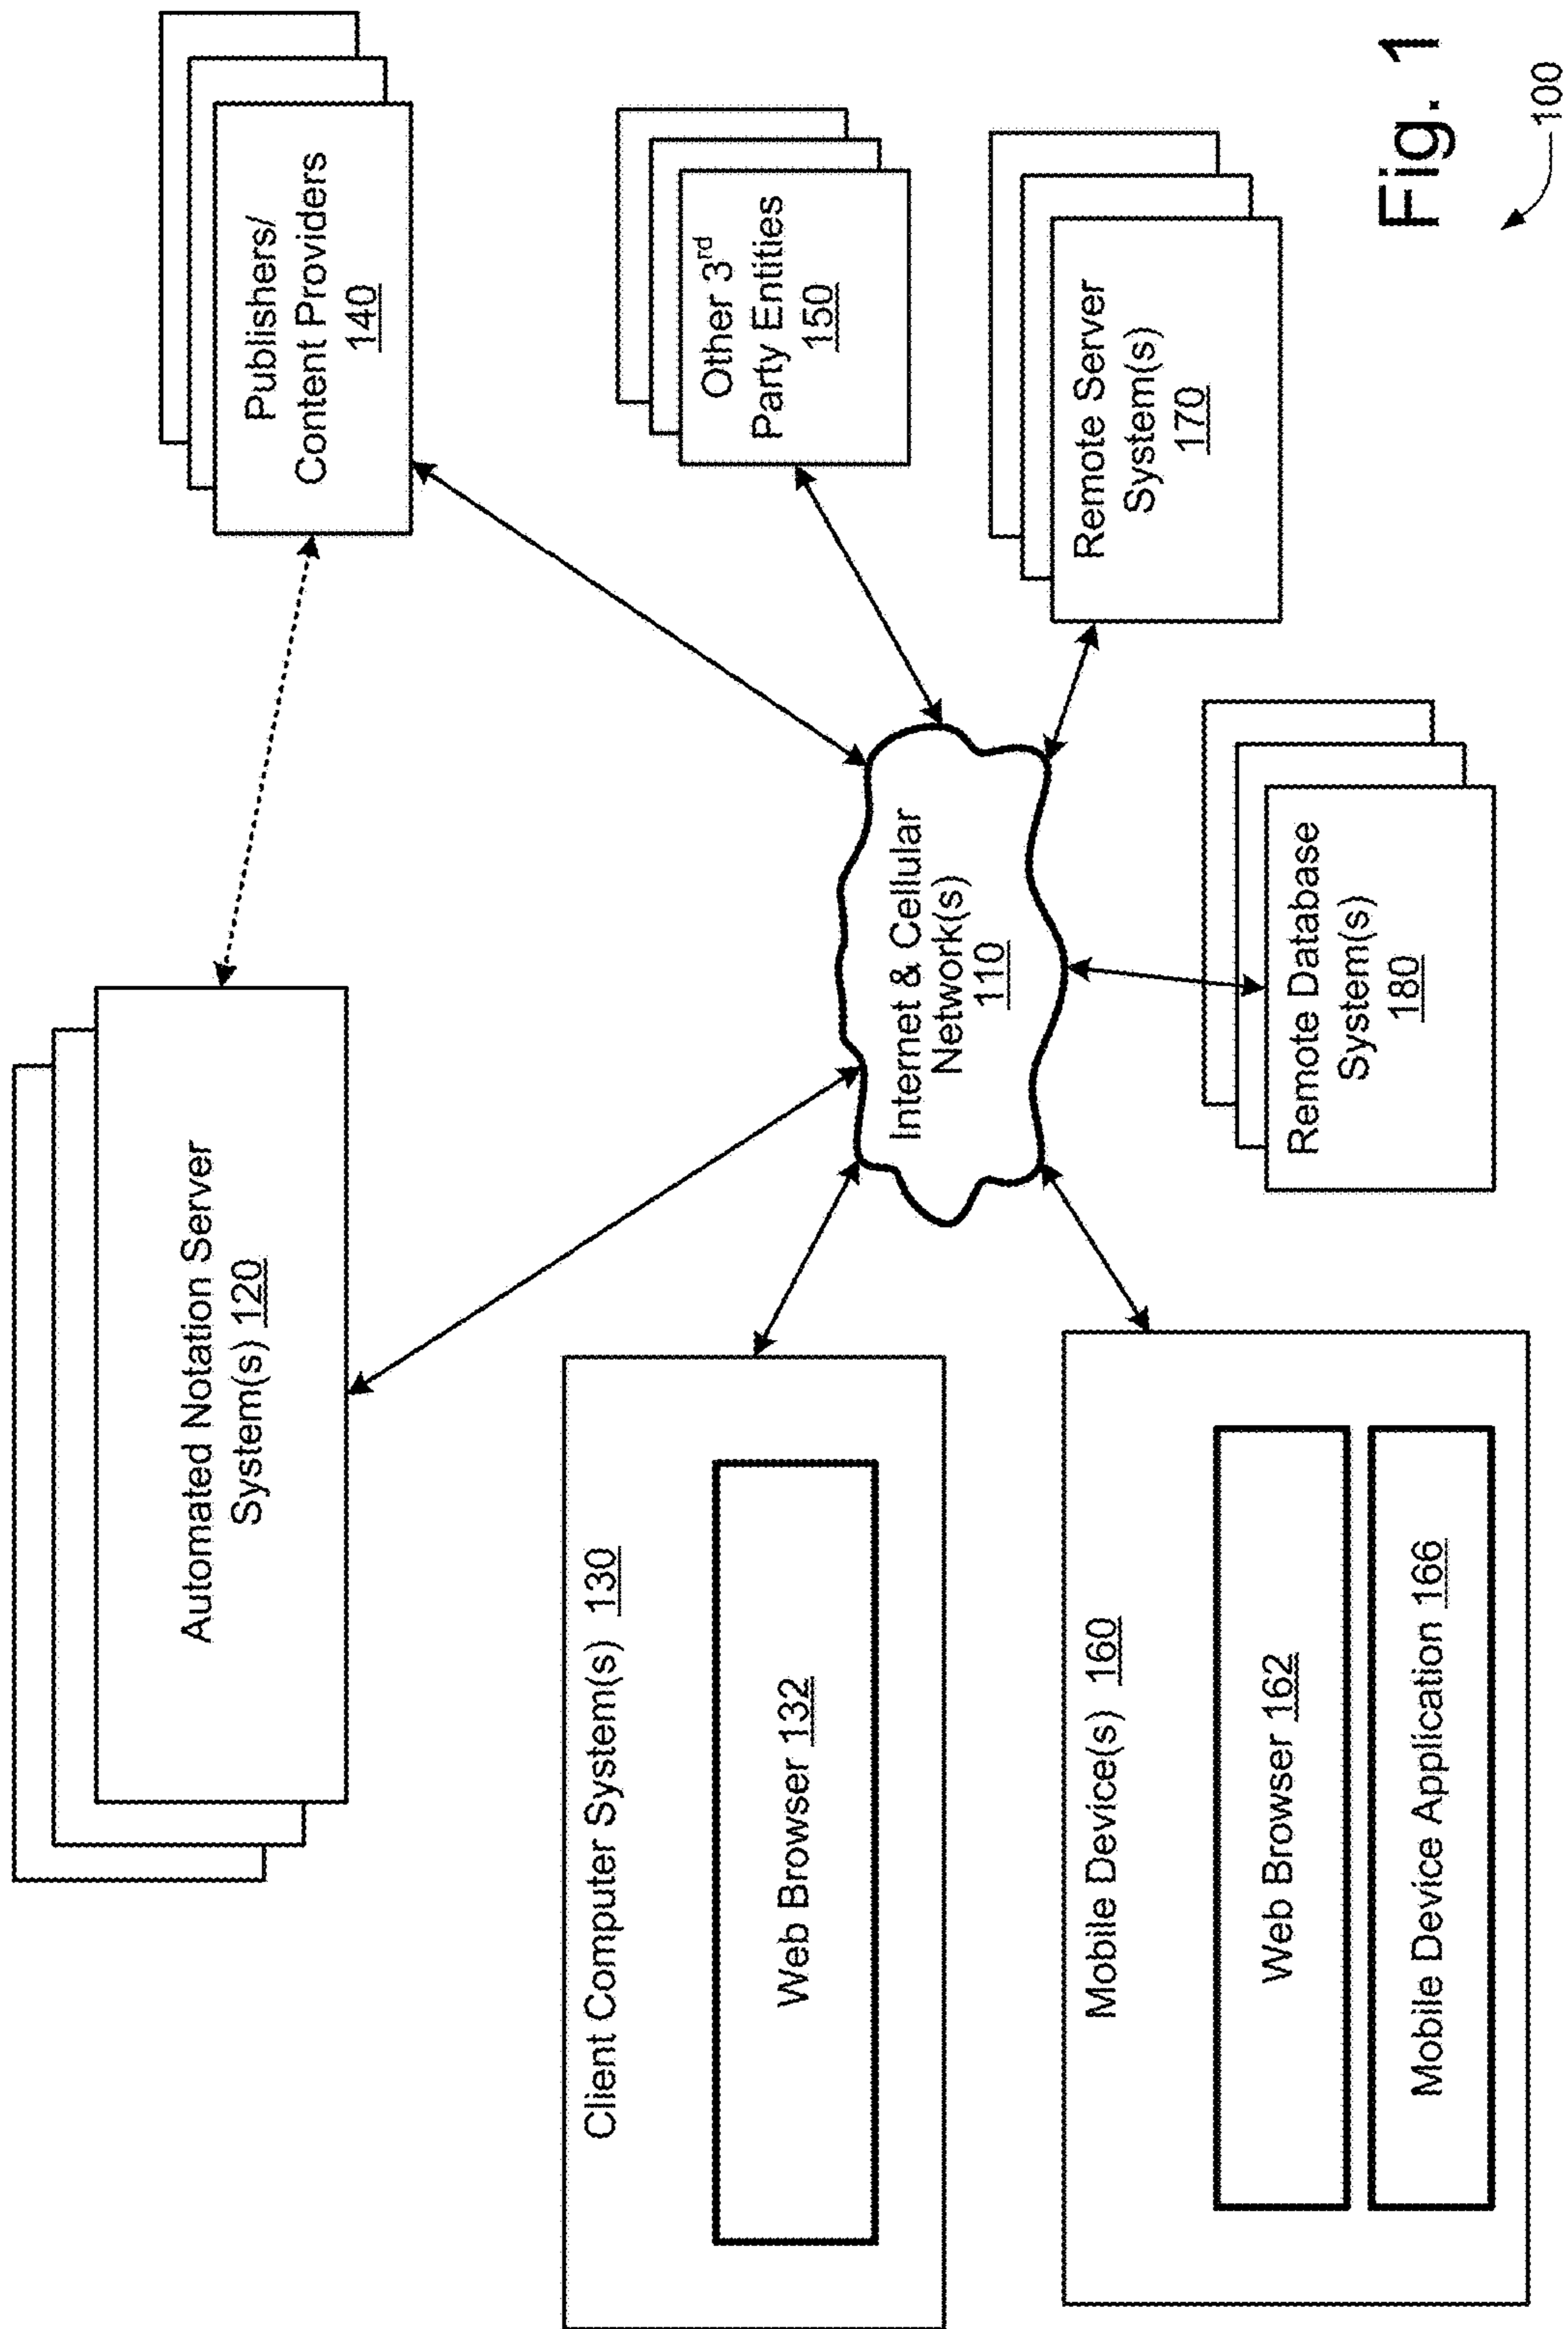 Automated Notation Server
System(s) 120
Publishers/
Content Providers
140
Client Computer System(s) 130
Web Browser 132
Internet & Cellular
Network(s)
110
Other 3rd
Party Entities
150
Mobile Device(s) 160
Web Browser 162
Mobile Device Application 166
Remote Database
System(s)
180
Remote Server
System(s)
170
Fig. 1
100